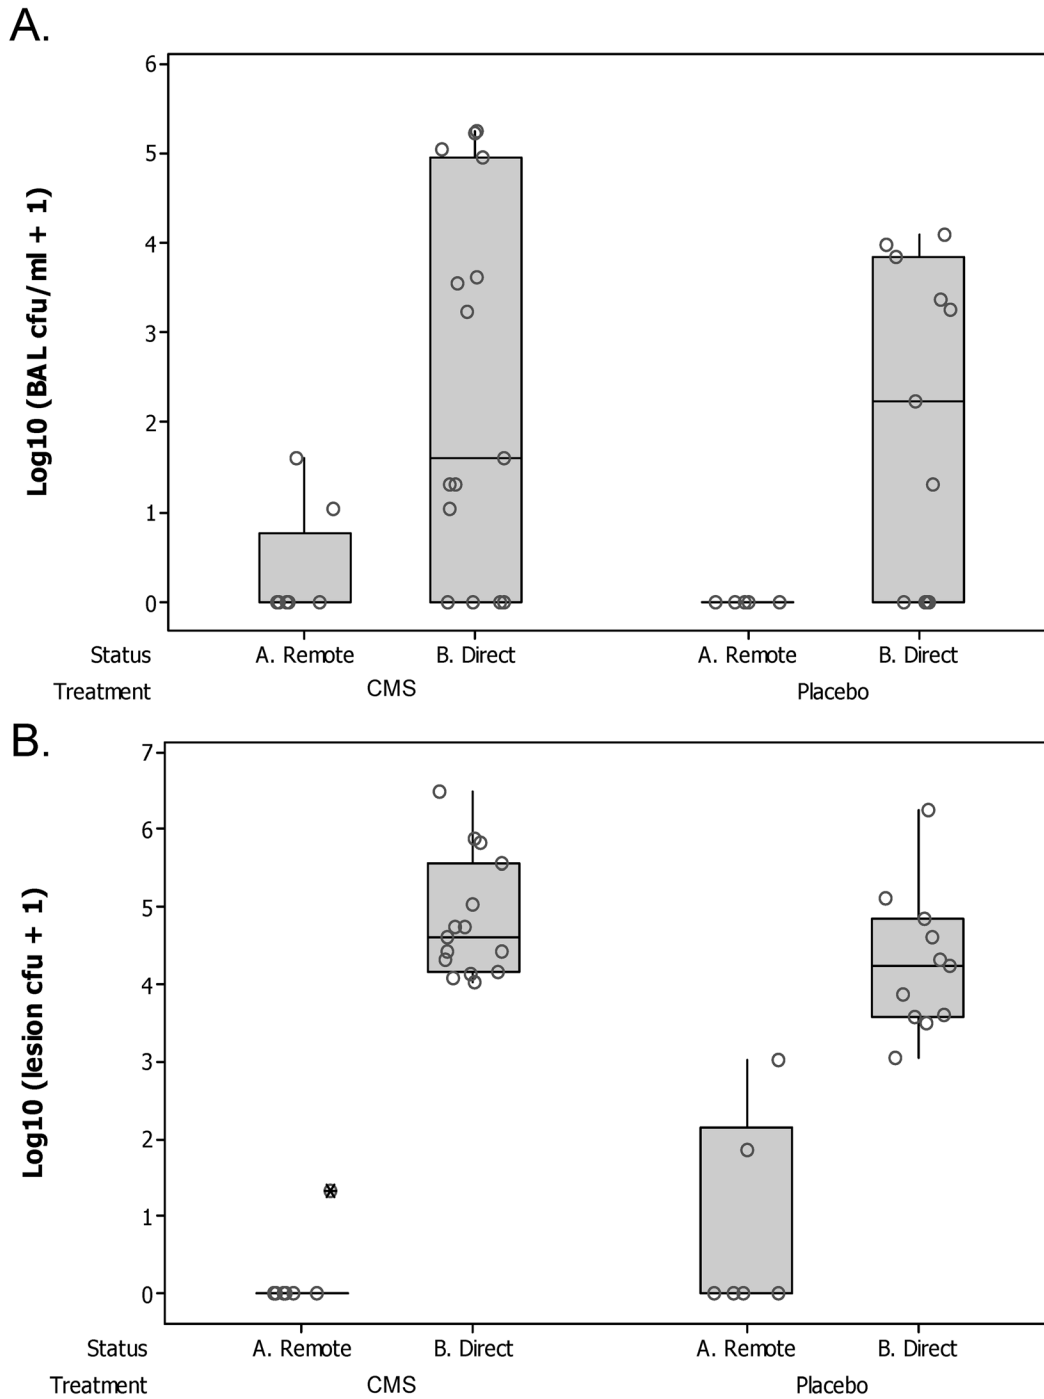 A.
Log10 (BAL cfu/ml + 1)
6
5
4
3
2
1
0
Status A. Remote B. Direct A. Remote B. Direct
Treatment CMS Placebo
B.
Log10 (lesion cfu + 1)
7
6
5
4
3
2
1
0
Status A. Remote B. Direct A. Remote B. Direct
Treatment CMS Placebo